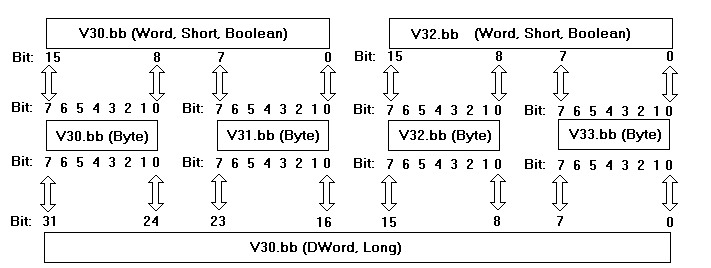 V30.bb (Word, Short, Boolean) V32.bb (Word, Short, Boolean)
Bit: 15 8 7 0 Bit: 15 8 7 0
Bit: 7 6 5 4 3 2 1 0 Bit: 7 6 5 4 3 2 1 0 Bit: 7 6 5 4 3 2 1 0 Bit: 7 6 5 4 3 2 1 0
V30.bb (Byte) V31.bb (Byte) V32.bb (Byte) V33.bb (Byte)
Bit: 7 6 5 4 3 2 1 0 Bit: 7 6 5 4 3 2 1 0 Bit: 7 6 5 4 3 2 1 0 Bit: 7 6 5 4 3 2 1 0
Bit: 31 24 23 16 15 8 7 0
V30.bb (DWord, Long)